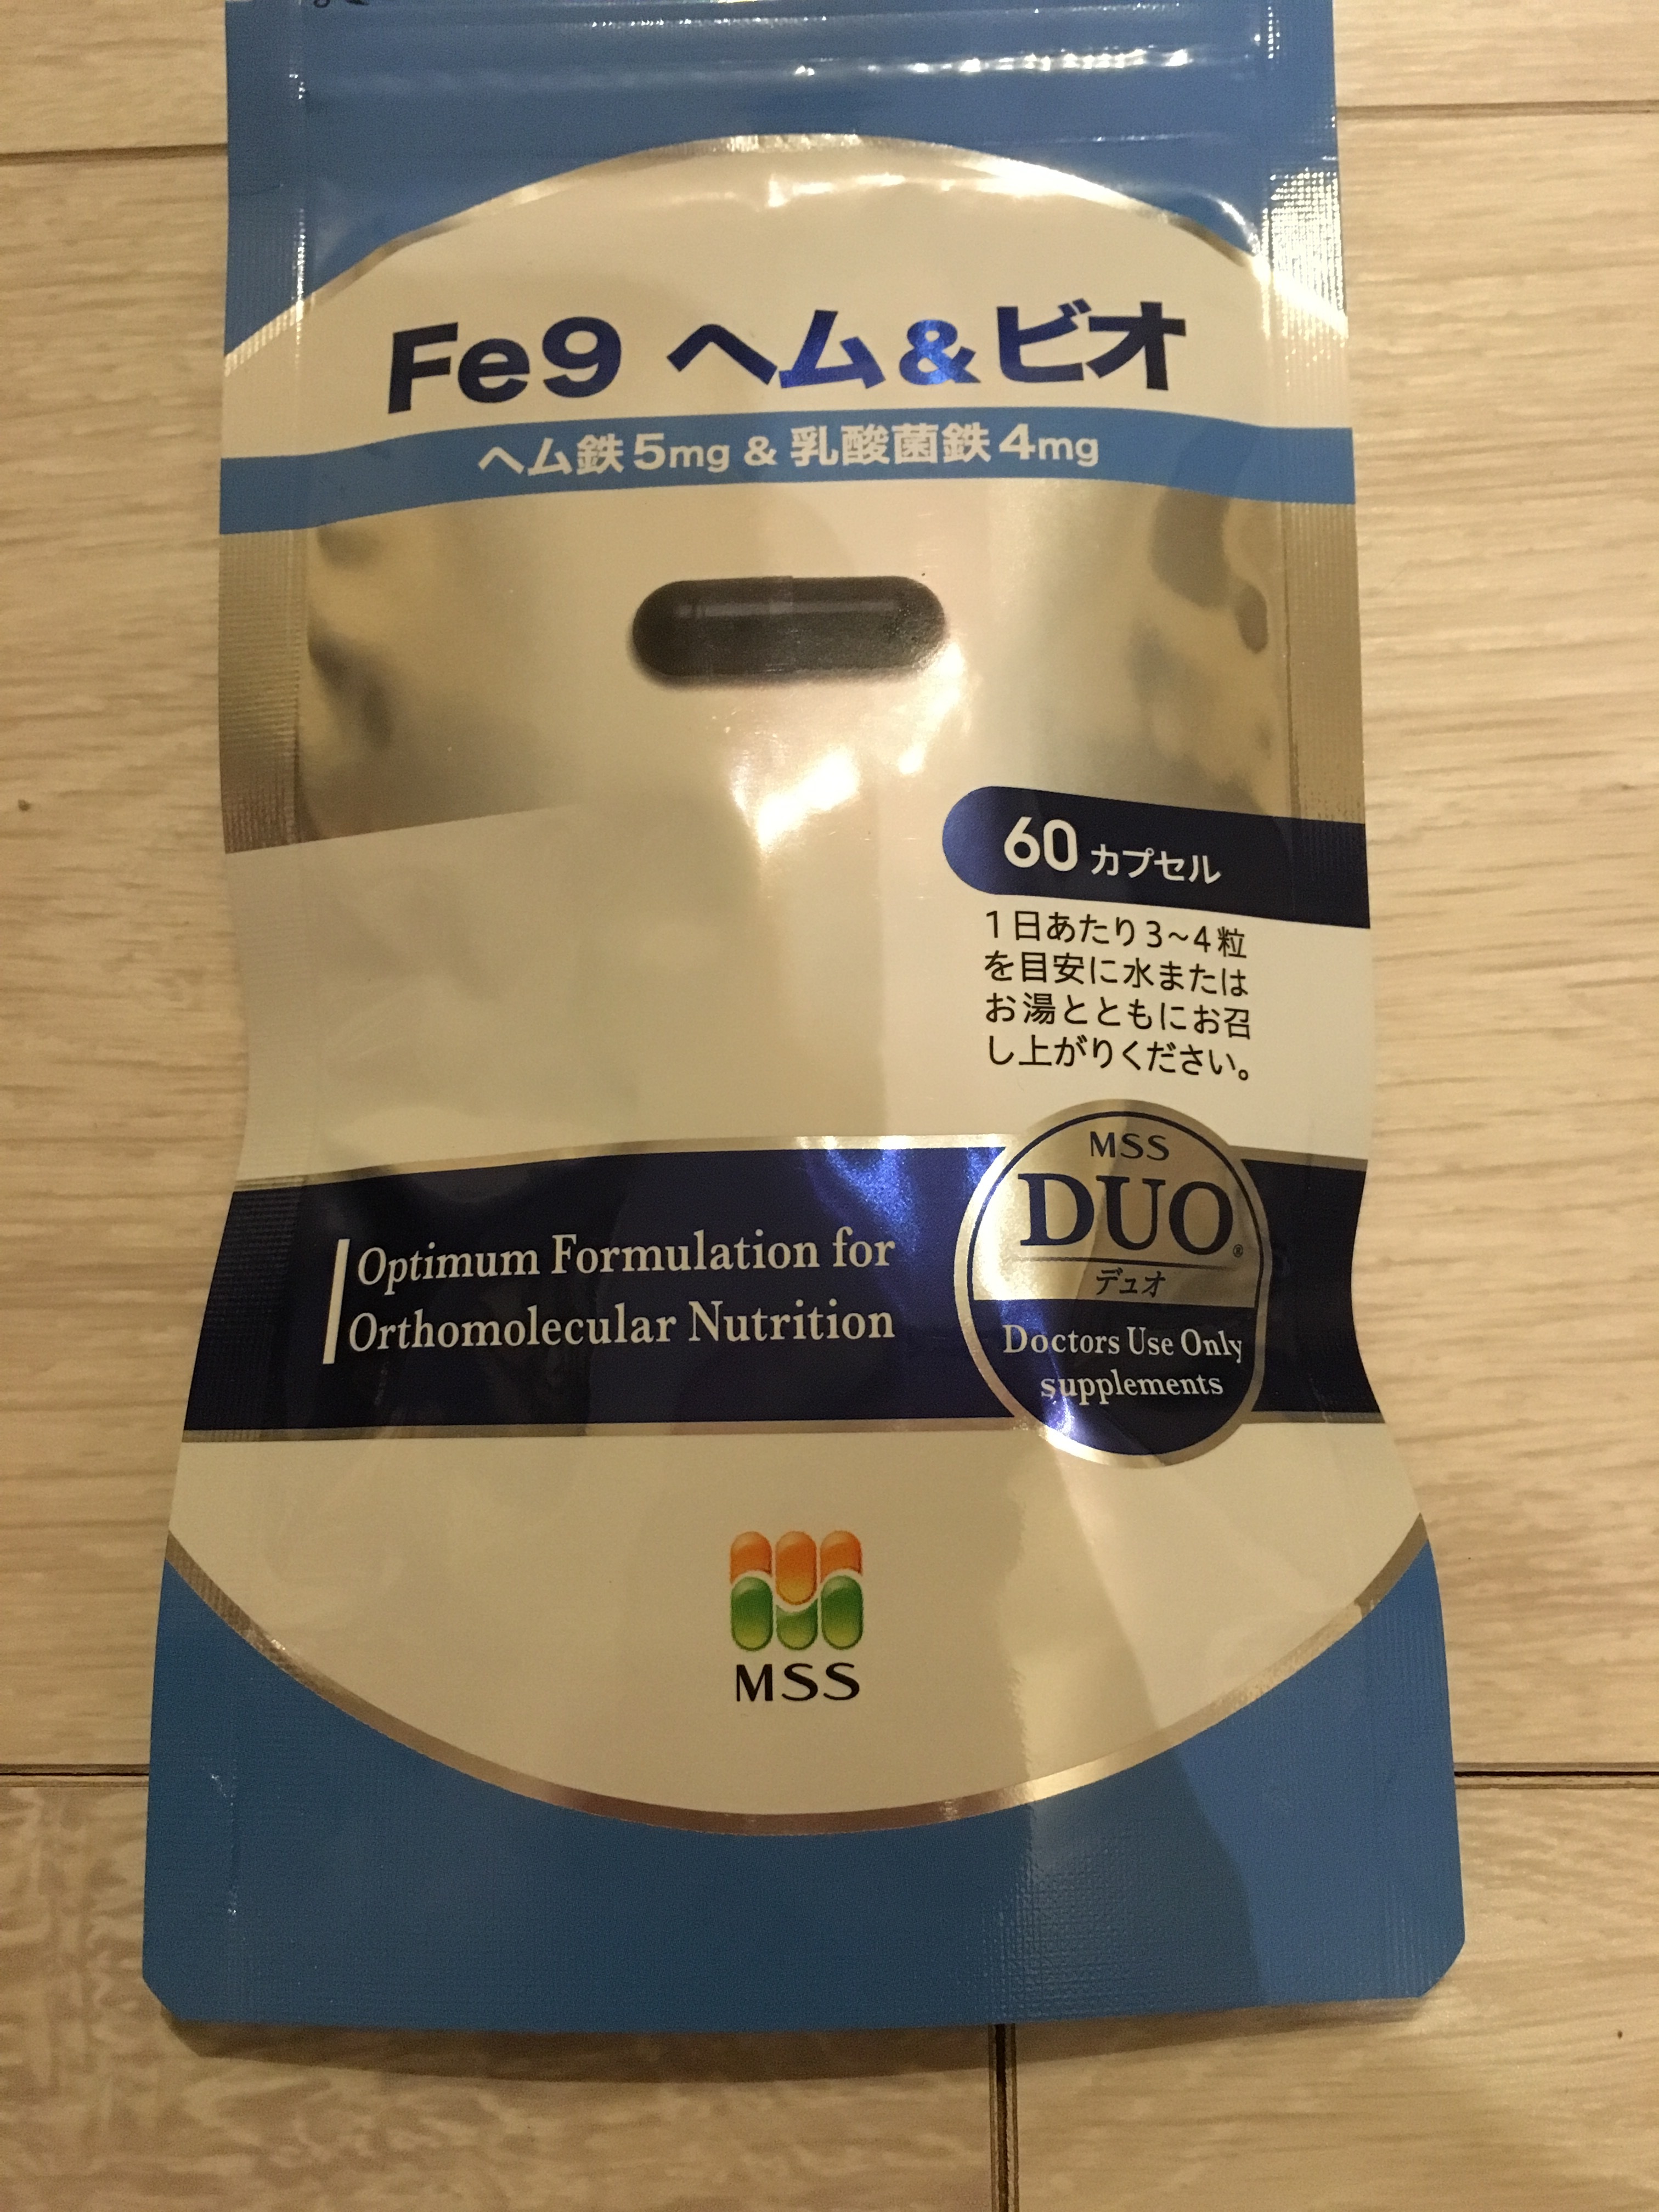 Fe9 ヘム&ビオ
ヘム鉄5mg & 乳酸菌鉄4mg
60カプセル
1日あたり3~4粒
を目安に水または
お湯とともにお召
し上がりください。
Optimum Formulation for
Orthomolecular Nutrition
MSS
DUO®
デュオ
Doctors Use Only
supplements
MSS